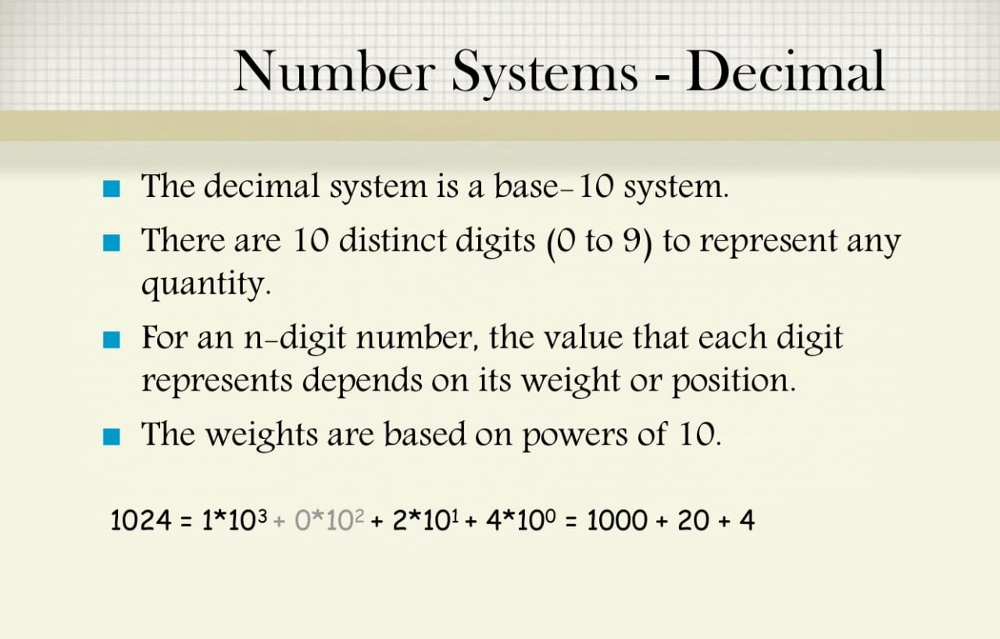 Number Systems - Decimal
■ The decimal system is a base-10 system.
■ There are 10 distinct digits (0 to 9) to represent any
quantity.
■ For an n-digit number, the value that each digit
represents depends on its weight or position.
■ The weights are based on powers of 10.
1024 = 1*10³ + 0*10² + 2*10¹ + 4*10⁰ = 1000 + 20 + 4